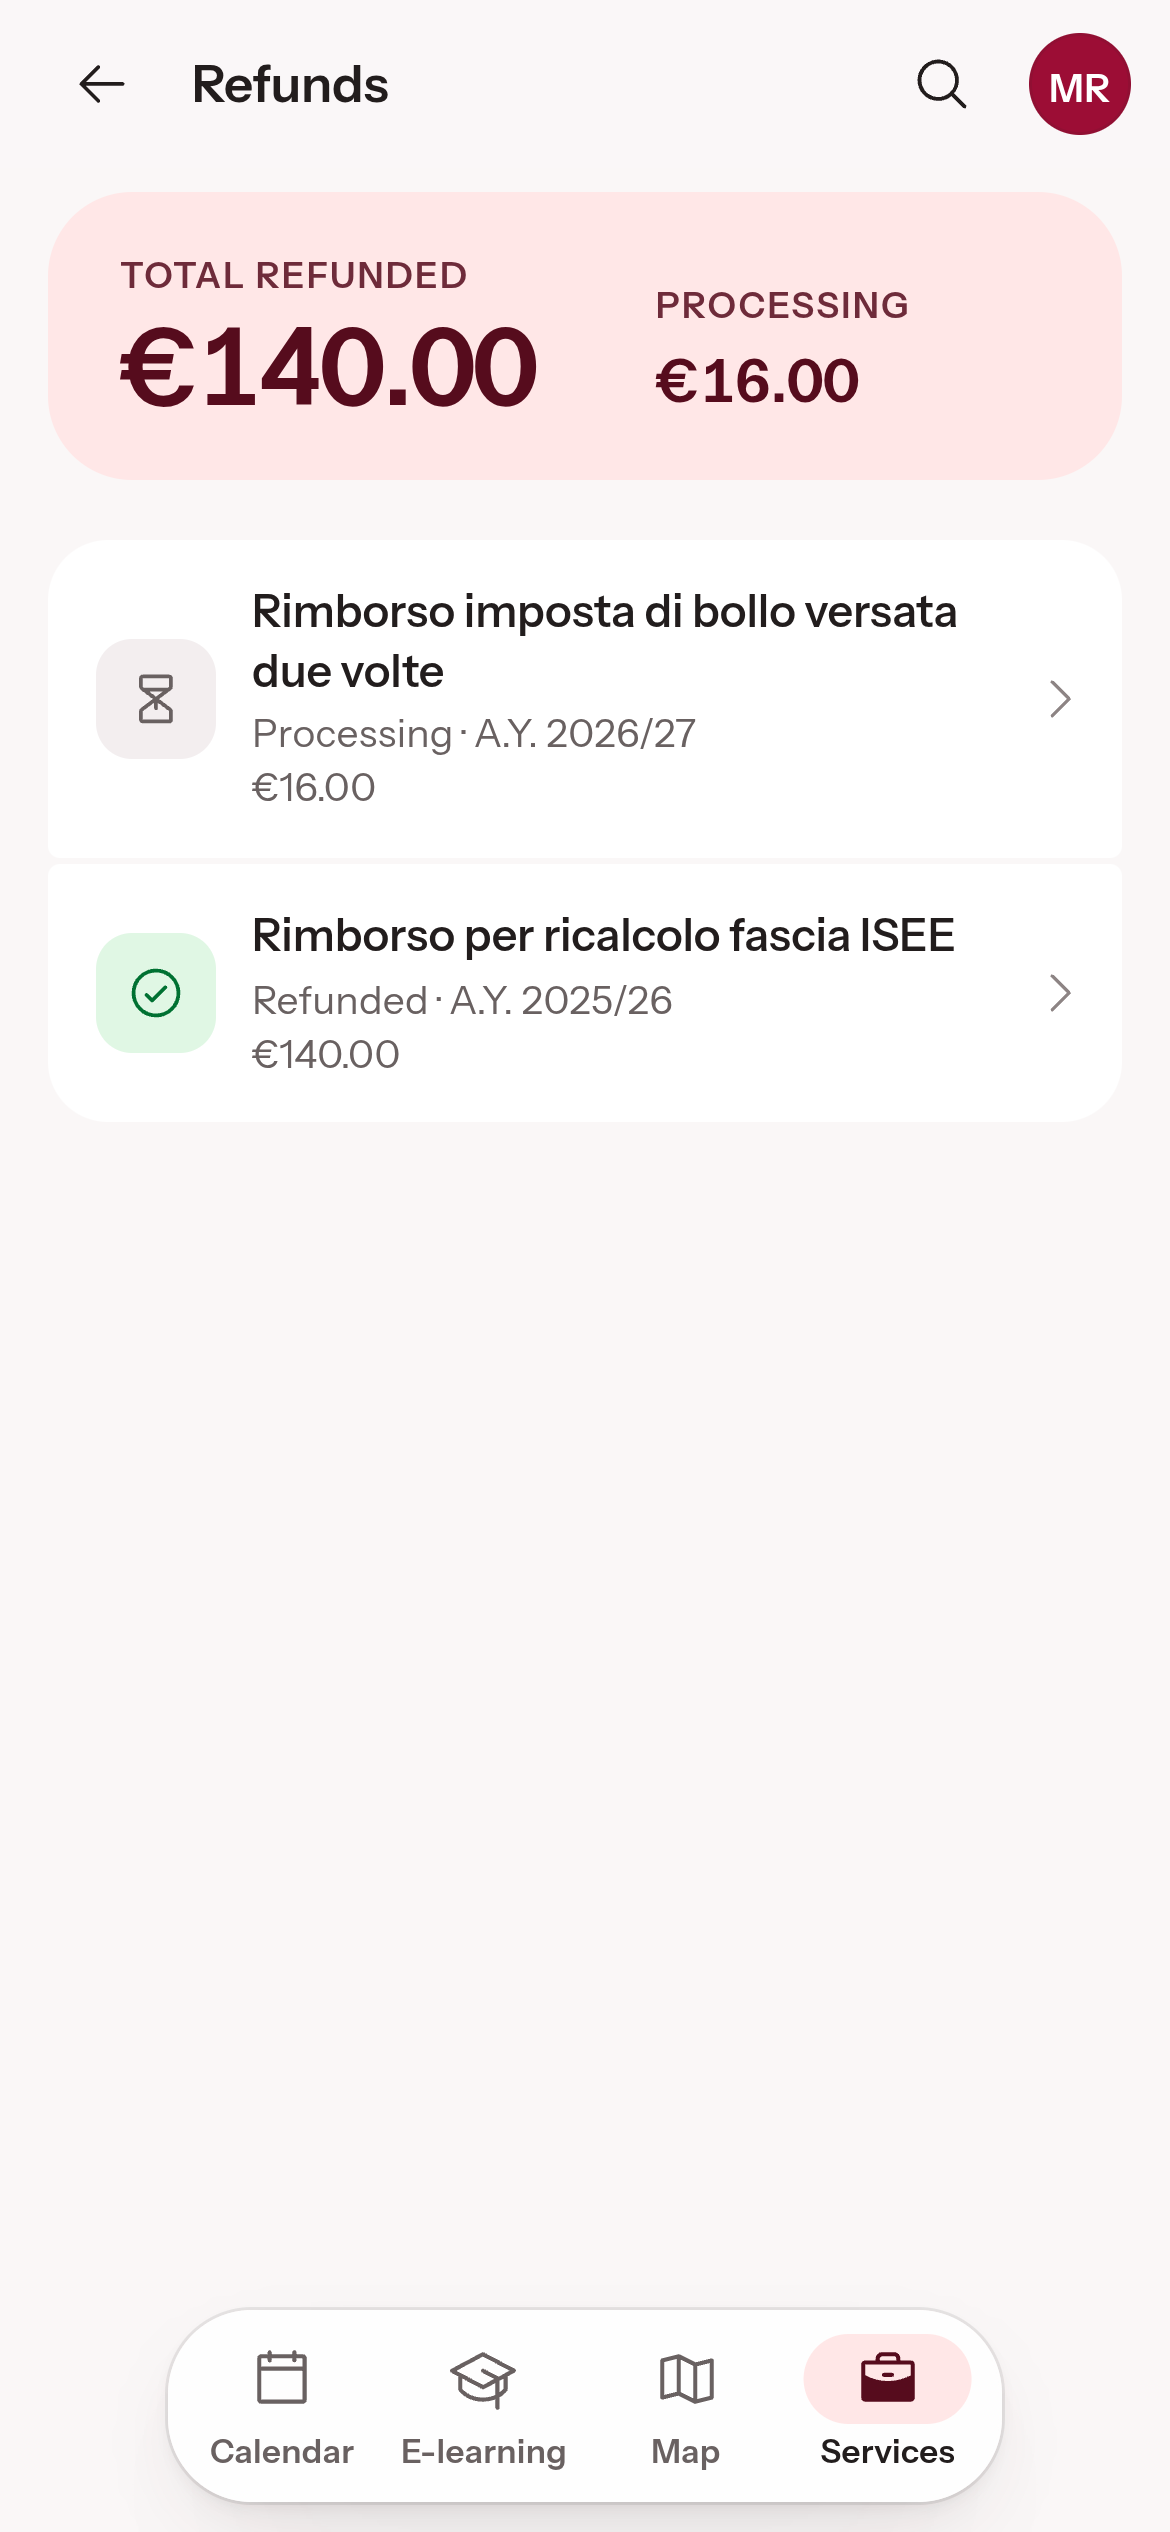 Refunds
MR
TOTAL REFUNDED
€140.00
PROCESSING
€16.00
Rimborso imposta di bollo versata
due volte
Processing · A.Y. 2026/27
€16.00
Rimborso per ricalcolo fascia ISEE
Refunded · A.Y. 2025/26
€140.00
Calendar
E-learning
Map
Services